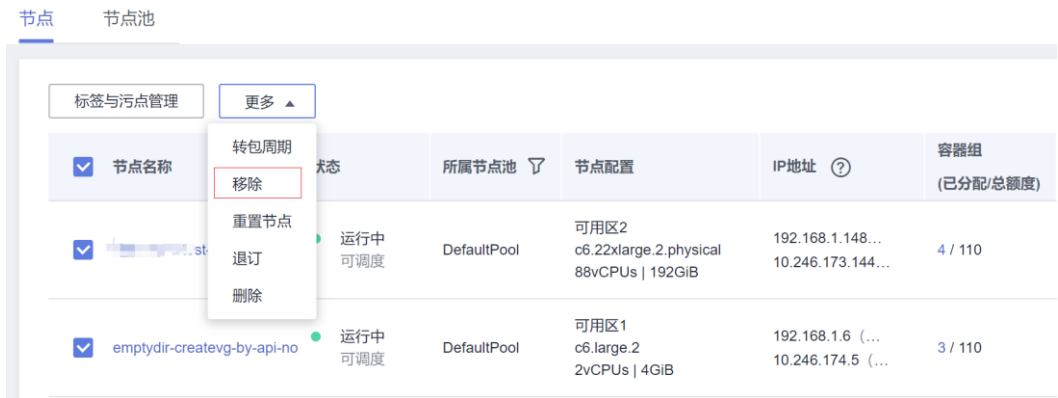 节点 节点池
标签与污点管理 更多
转包周期
节点名称 状态 所属节点池 节点配置 IP地址 容器组
(已分配/总额度)
移除
重置节点
退订
删除
运行中
可调度
DefaultPool
可用区2
c6.22xlarge.2.physical
88vCPUs | 192GiB
192.168.1.148...
10.246.173.144...
4 / 110
emptydir-createvg-by-api-no
运行中
可调度
DefaultPool
可用区1
c6.large.2
2vCPUs | 4GiB
192.168.1.6 (...
10.246.174.5 (...
3 / 110